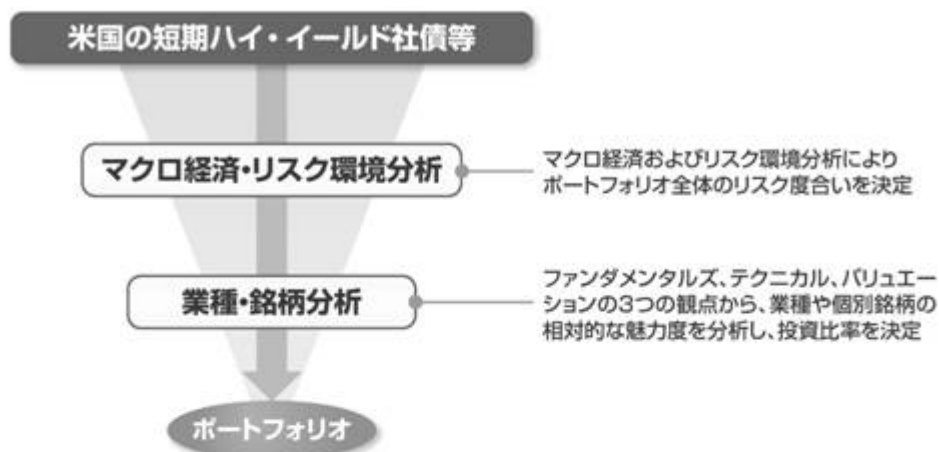 米国の短期ハイ・イールド社債等
マクロ経済・リスク環境分析
マクロ経済およびリスク環境分析により
ポートフォリオ全体のリスク度合いを決定
業種・銘柄分析
ファンダメンタルズ、テクニカル、バリュエー
ションの3つの観点から、業種や個別銘柄の
相対的な魅力度を分析し、投資比率を決定
ポートフォリオ